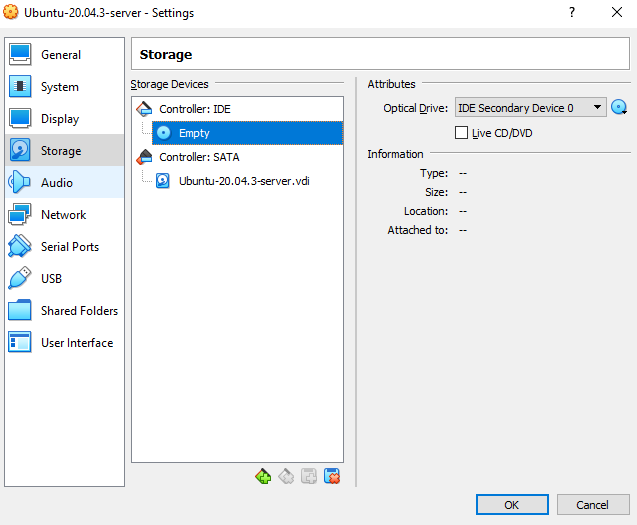 Ubuntu-20.04.3-server - Settings
?
General
System
Display
Storage
Audio
Network
Serial Ports
USB
Shared Folders
User Interface
Storage
Storage Devices
Controller: IDE
Empty
Controller: SATA
Ubuntu-20.04.3-server.vdi
Attributes
Optical Drive: IDE Secondary Device 0
Live CD/DVD
Information
Type: --
Size: --
Location: --
Attached to: --
OK
Cancel